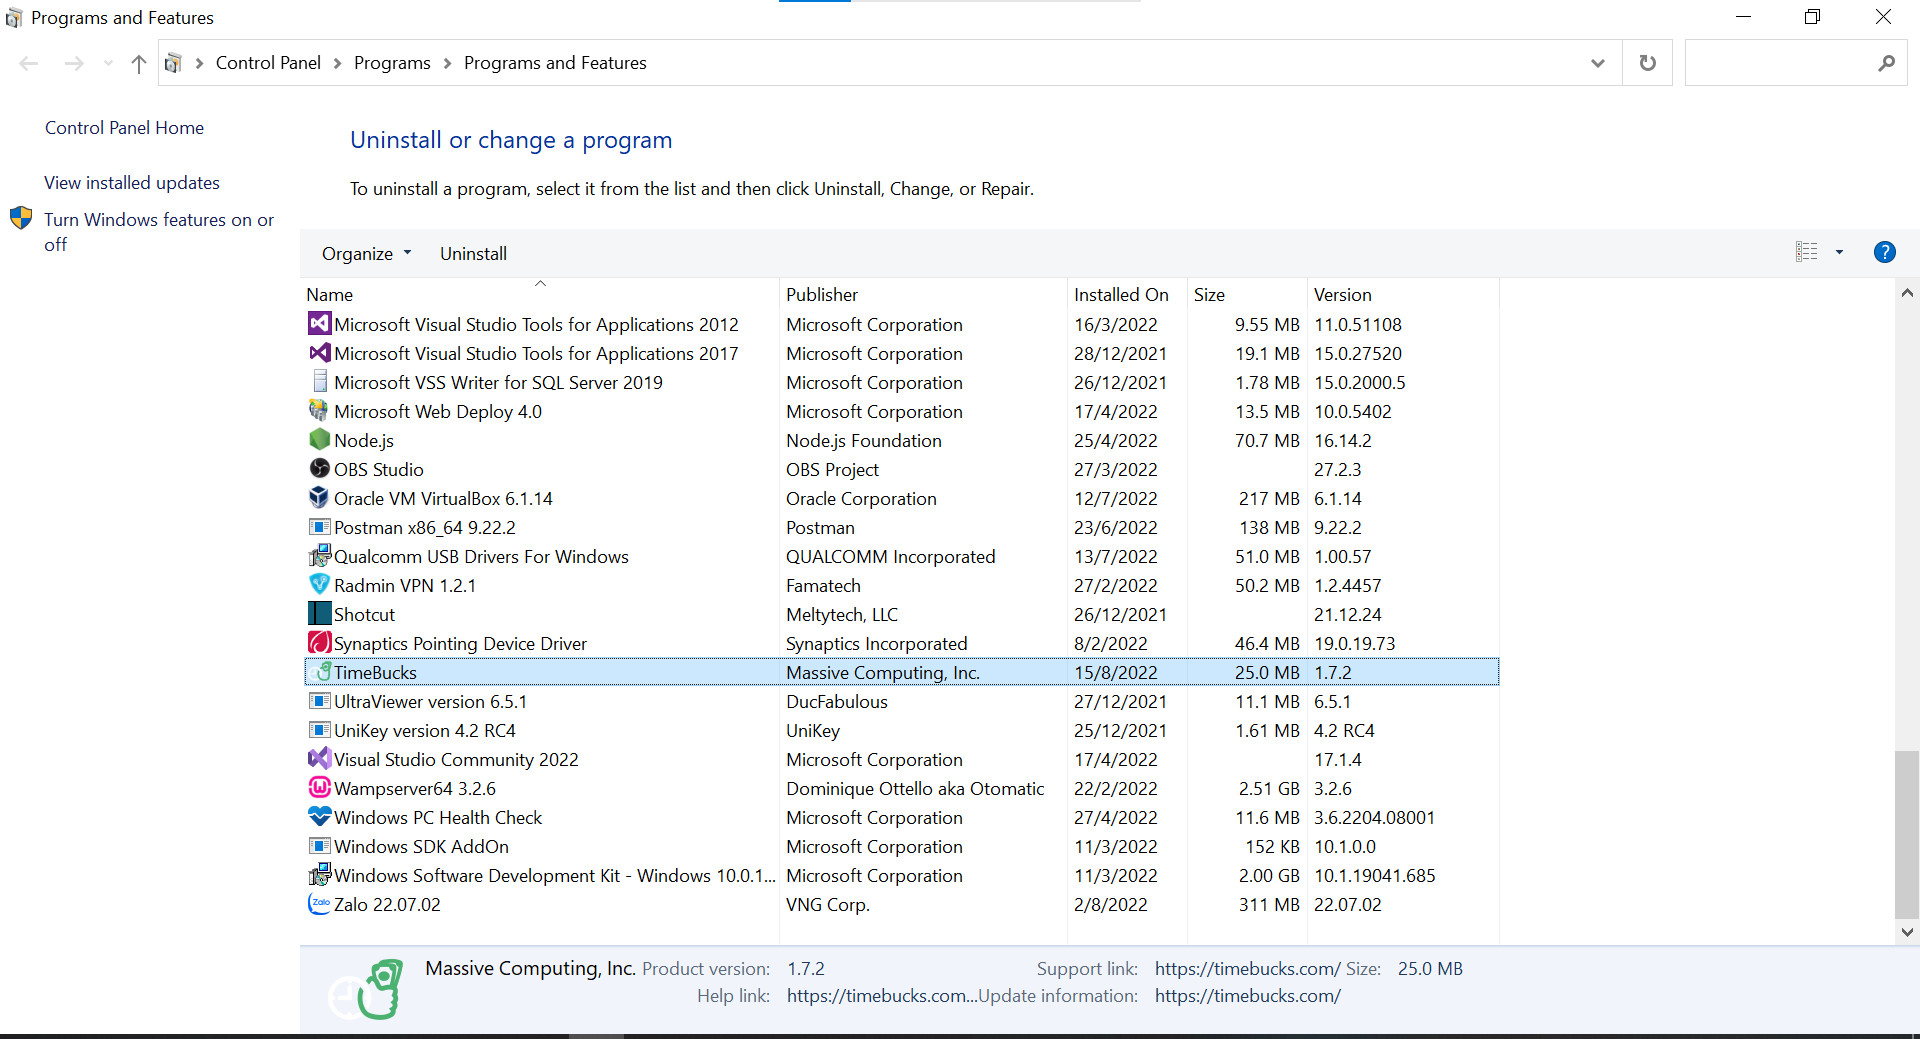 Programs and Features
Control Panel Programs Programs and Features
Control Panel Home
View installed updates
Turn Windows features on or
off
Uninstall or change a program
To uninstall a program, select it from the list and then click Uninstall, Change, or Repair.
Organize Uninstall
Name Publisher Installed On Size Version
Microsoft Visual Studio Tools for Applications 2012 Microsoft Corporation 16/3/2022 9.55 MB 11.0.51108
Microsoft Visual Studio Tools for Applications 2017 Microsoft Corporation 28/12/2021 19.1 MB 15.0.27520
Microsoft VSS Writer for SQL Server 2019 Microsoft Corporation 26/12/2021 1.78 MB 15.0.2000.5
Microsoft Web Deploy 4.0 Microsoft Corporation 17/4/2022 13.5 MB 10.0.5402
Node.js Node.js Foundation 25/4/2022 70.7 MB 16.14.2
OBS Studio OBS Project 27/3/2022 27.2.3
Oracle VM VirtualBox 6.1.14 Oracle Corporation 12/7/2022 217 MB 6.1.14
Postman x86_64 9.22.2 Postman 23/6/2022 138 MB 9.22.2
Qualcomm USB Drivers For Windows QUALCOMM Incorporated 13/7/2022 51.0 MB 1.00.57
Radmin VPN 1.2.1 Famatech 27/2/2022 50.2 MB 1.2.4457
Shotcut Meltytech, LLC 26/12/2021 21.12.24
Synaptics Pointing Device Driver Synaptics Incorporated 8/2/2022 46.4 MB 19.0.19.73
TimeBucks Massive Computing, Inc. 15/8/2022 25.0 MB 1.7.2
UltraViewer version 6.5.1 DucFabulous 27/12/2021 11.1 MB 6.5.1
UniKey version 4.2 RC4 UniKey 25/12/2021 1.61 MB 4.2 RC4
Visual Studio Community 2022 Microsoft Corporation 17/4/2022 17.1.4
Wampserver64 3.2.6 Dominique Ottello aka Otomatic 22/2/2022 2.51 GB 3.2.6
Windows PC Health Check Microsoft Corporation 27/4/2022 11.6 MB 3.6.2204.08001
Windows SDK AddOn Microsoft Corporation 11/3/2022 152 KB 10.1.0.0
Windows Software Development Kit - Windows 10.0.1... Microsoft Corporation 11/3/2022 2.00 GB 10.1.19041.685
Zalo Zalo 22.07.02 VNG Corp. 2/8/2022 311 MB 22.07.02
Massive Computing, Inc. Product version: 1.7.2 Support link: https://timebucks.com/ Size: 25.0 MB
Help link: https://timebucks.com... Update information: https://timebucks.com/